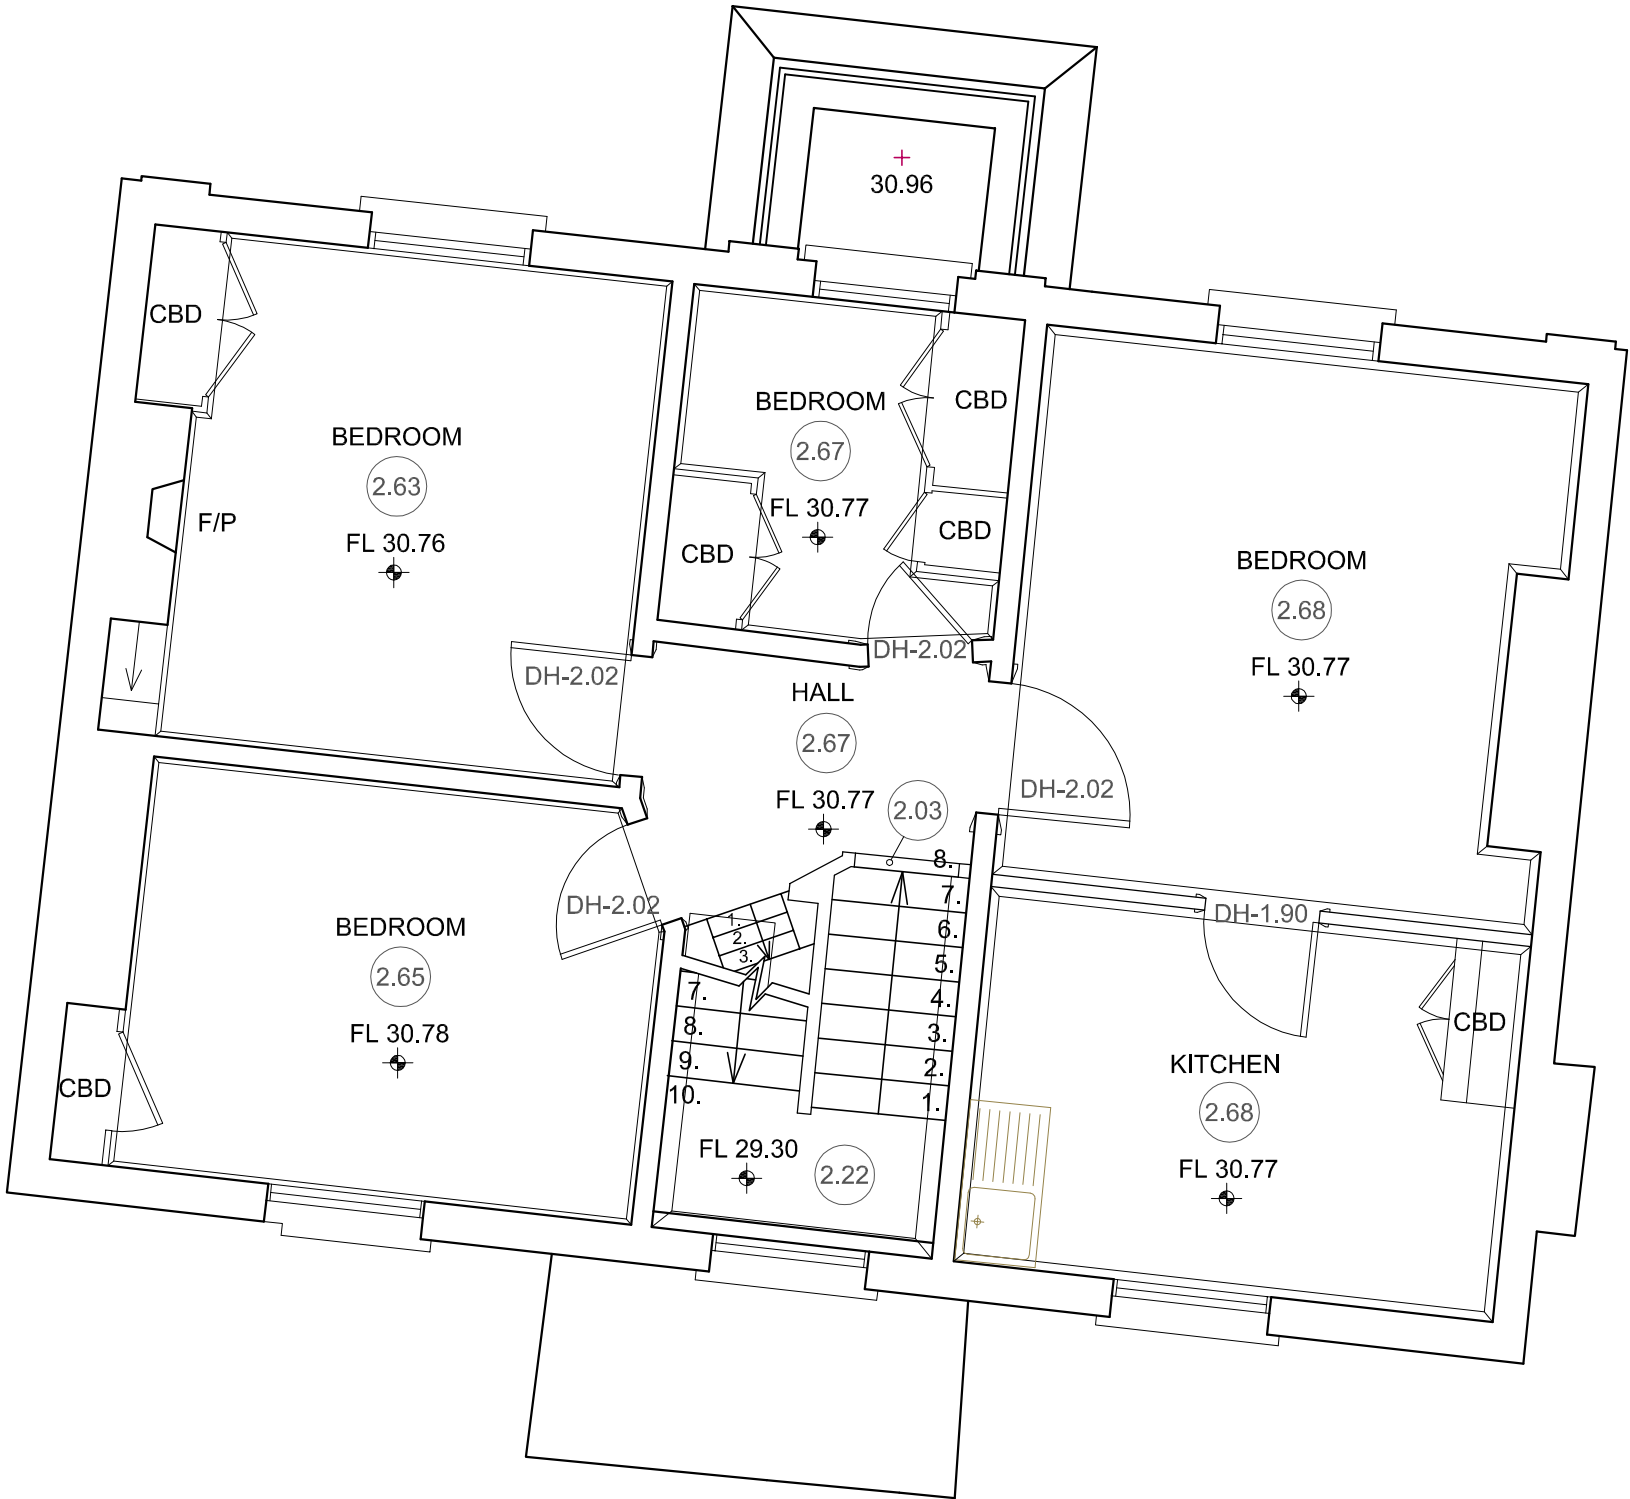 30.96
CBD
BEDROOM
2.63
FL 30.76
F/P
BEDROOM
2.67
FL 30.77
CBD
CBD
CBD
BEDROOM
2.68
FL 30.77
DH-2.02
DH-2.02
HALL
2.67
FL 30.77
DH-2.02
2.03
DH-2.02
BEDROOM
2.65
FL 30.78
CBD
1.
2.
3.
7.
8.
9.
10.
8.
7.
6.
5.
4.
3.
2.
1.
FL 29.30
2.22
DH-1.90
CBD
KITCHEN
2.68
FL 30.77